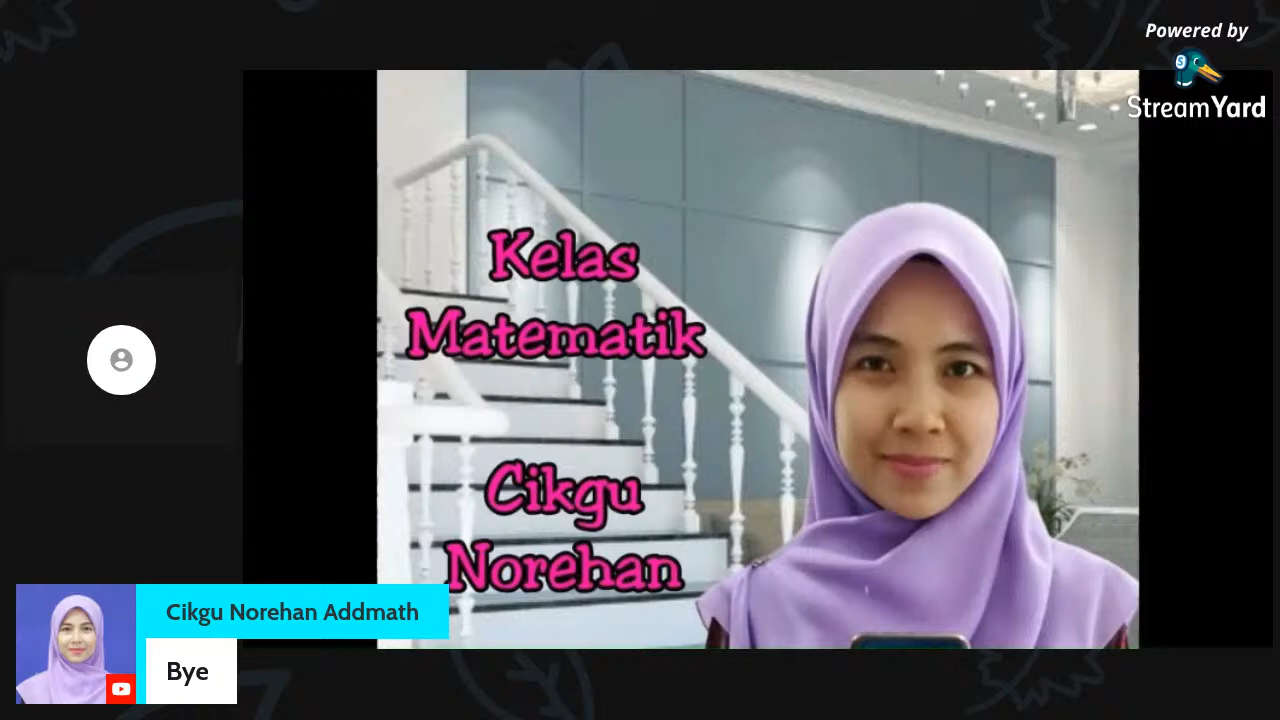 Powered by
StreamYard
Kelas
Matematik
Cikgu
Norehan
Cikgu Norehan Addmath
Bye